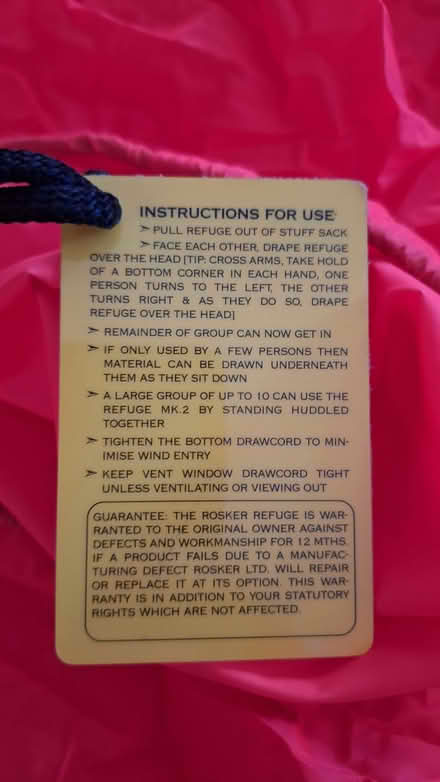 INSTRUCTIONS FOR USE
➣ PULL REFUGE OUT OF STUFF SACK
➣ FACE EACH OTHER, DRAPE REFUGE
OVER THE HEAD [TIP: CROSS ARMS, TAKE HOLD
OF A BOTTOM CORNER IN EACH HAND, ONE
PERSON TURNS TO THE LEFT, THE OTHER
TURNS RIGHT & AS THEY DO SO, DRAPE
REFUGE OVER THE HEAD]
➣ REMAINDER OF GROUP CAN NOW GET IN
➣ IF ONLY USED BY A FEW PERSONS THEN
MATERIAL CAN BE DRAWN UNDERNEATH
THEM AS THEY SIT DOWN
➣ A LARGE GROUP OF UP TO 10 CAN USE THE
REFUGE MK.2 BY STANDING HUDDLED
TOGETHER
➣ TIGHTEN THE BOTTOM DRAWCORD TO MIN-
IMISE WIND ENTRY
➣ KEEP VENT WINDOW DRAWCORD TIGHT
UNLESS VENTILATING OR VIEWING OUT
GUARANTEE: THE ROSKER REFUGE IS WAR-
RANTED TO THE ORIGINAL OWNER AGAINST
DEFECTS AND WORKMANSHIP FOR 12 MTHS.
IF A PRODUCT FAILS DUE TO A MANUFAC-
TURING DEFECT ROSKER LTD. WILL REPAIR
OR REPLACE IT AT ITS OPTION. THIS WAR-
RANTY IS IN ADDITION TO YOUR STATUTORY
RIGHTS WHICH ARE NOT AFFECTED.